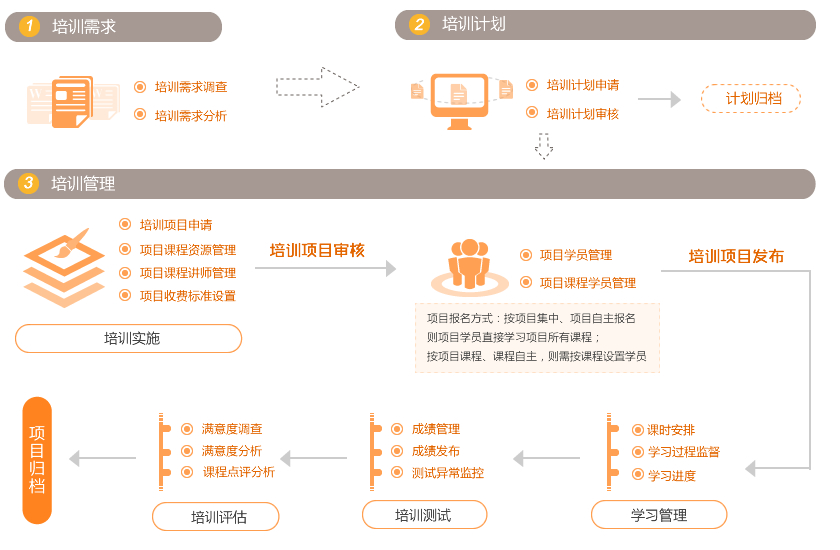 1 培训需求
培训需求调查
培训需求分析
2 培训计划
培训计划申请
培训计划审核
计划归档
3 培训管理
培训项目申请
项目课程资源管理
项目课程讲师管理
项目收费标准设置
培训实施
培训项目审核
项目学员管理
项目课程学员管理
项目报名方式：按项目集中、项目自主报名
则项目学员直接学习项目所有课程；
按项目课程、课程自主，则需按课程设置学员
培训项目发布
课时安排
学习过程监督
学习进度
学习管理
成绩管理
成绩发布
测试异常监控
培训测试
满意度调查
满意度分析
课程点评分析
培训评估
项目归档